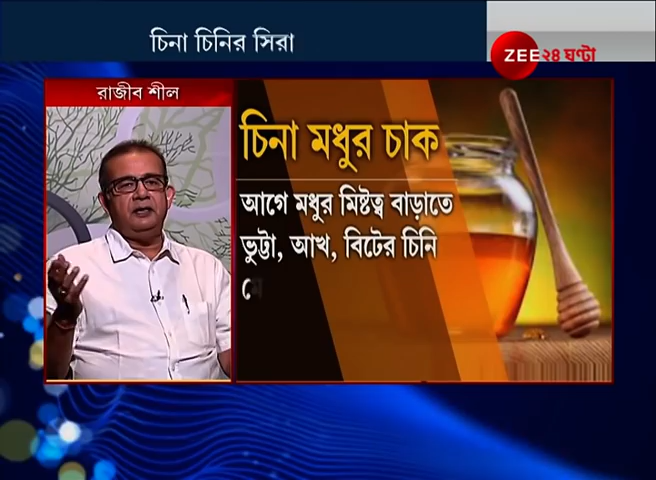 চিনা চিনির সিরা
ZEE ২৪ ঘণ্টা
রাজীব শীল
চিনা মধুর চাক
আগে মধুর মিষ্টত্ব বাড়াতে
ভুট্টা, আখ, বিটের চিনি
মে